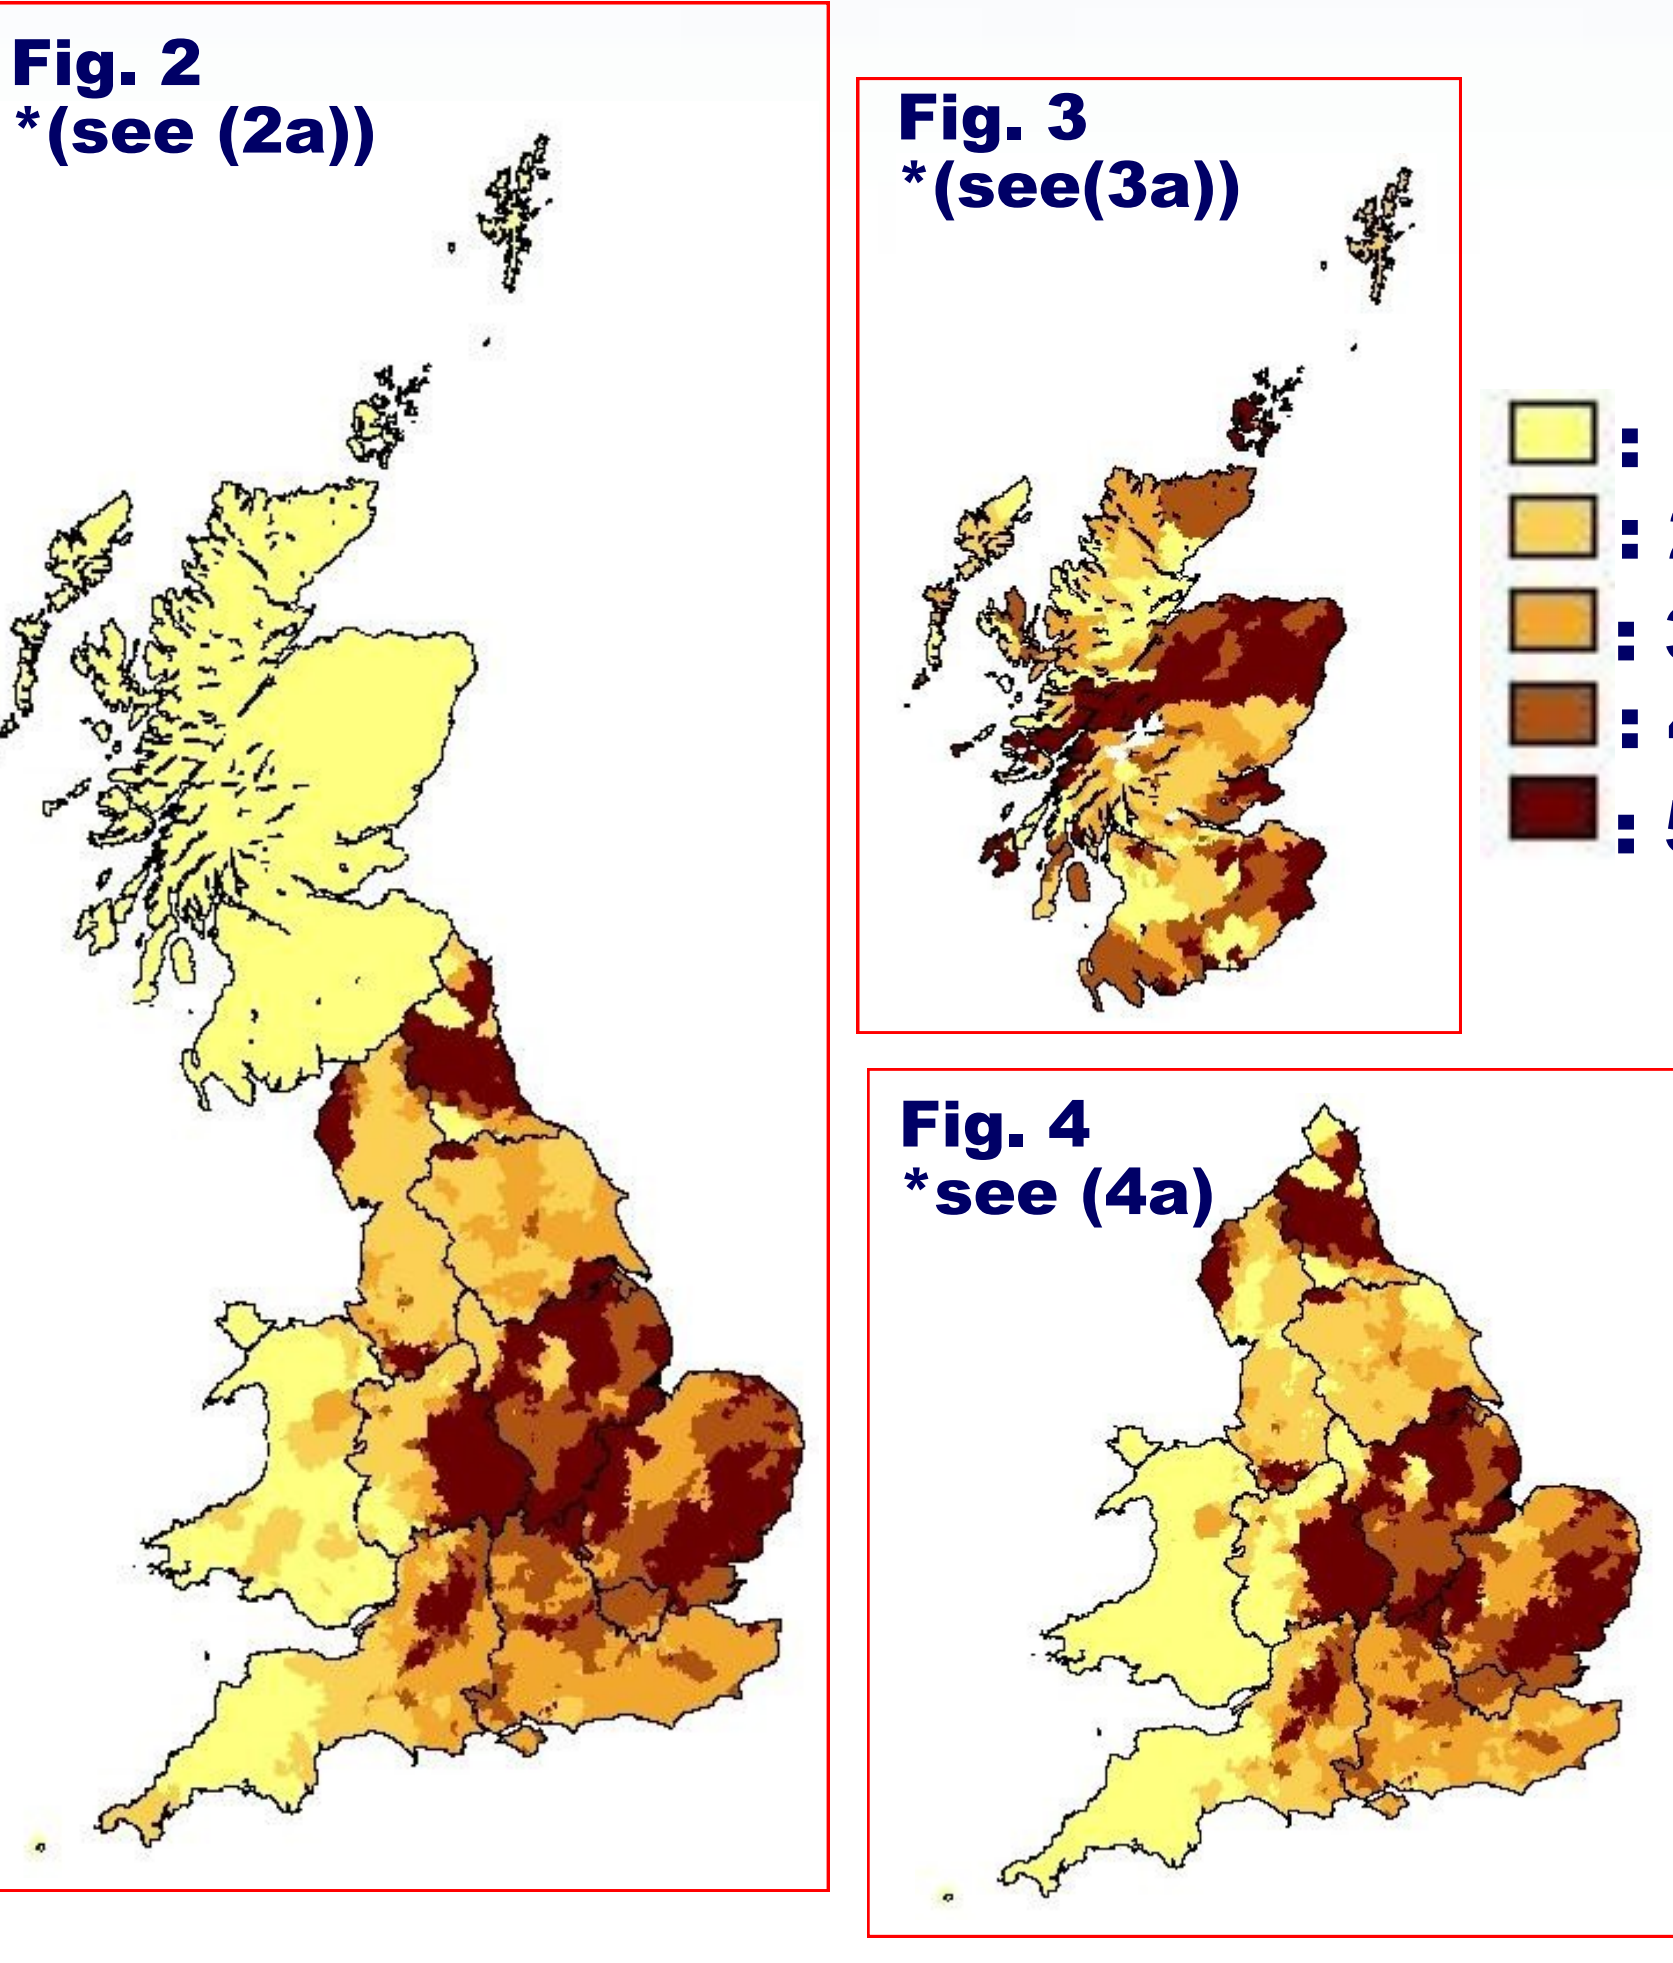 Fig. 2
*(see (2a))
Fig. 3
*(see(3a))
:
:
:
:
:
Fig. 4
*see (4a)